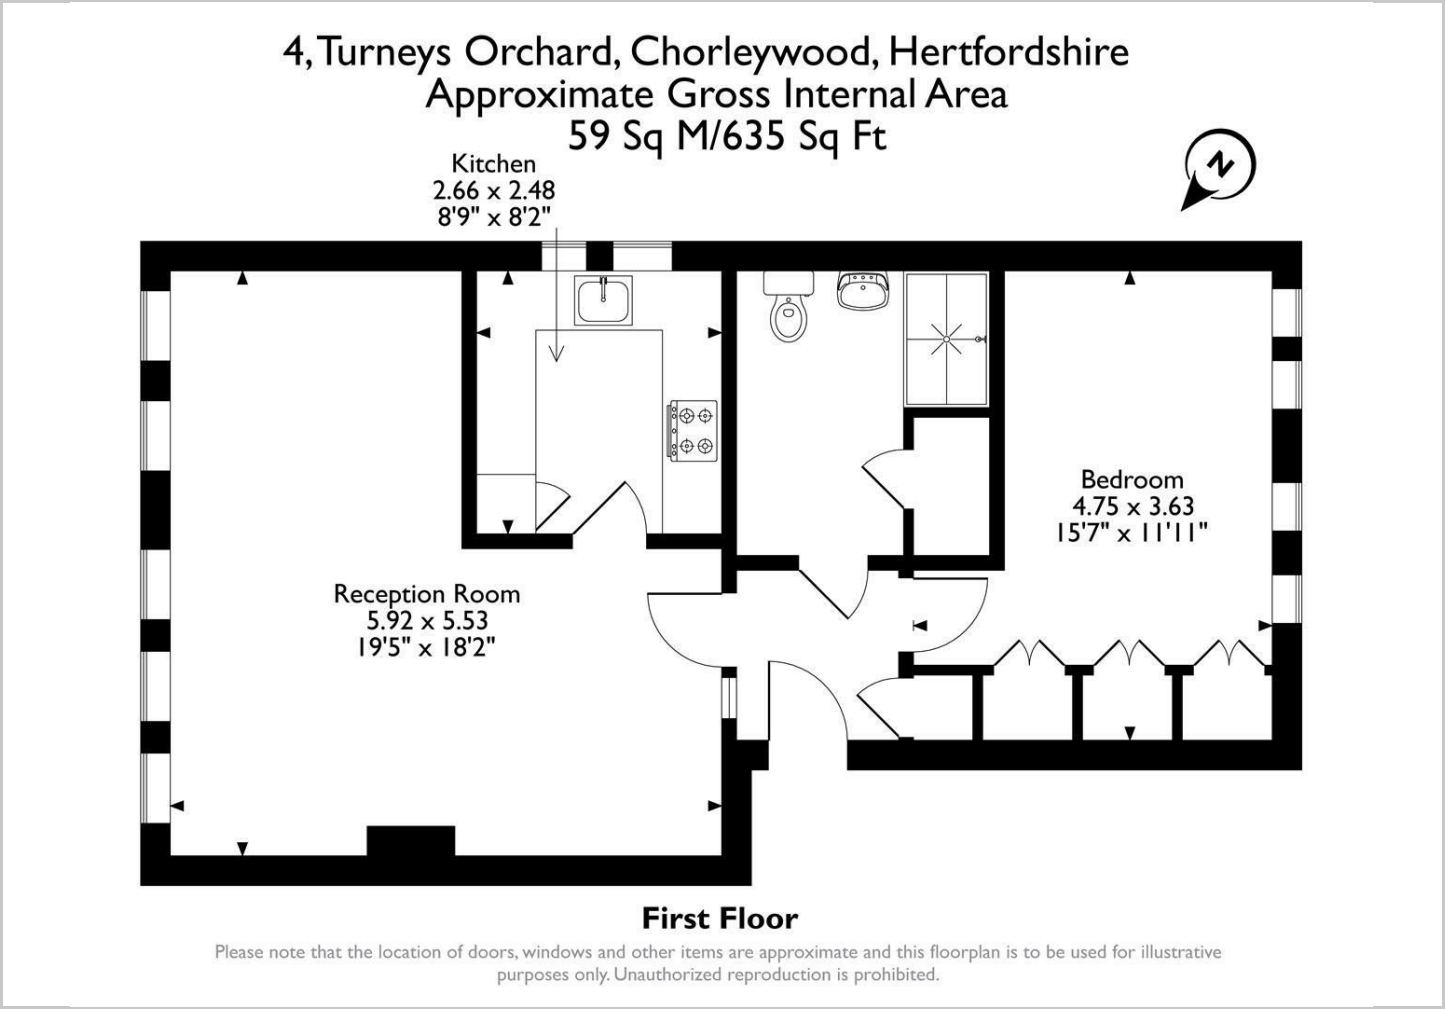 4, Turneys Orchard, Chorleywood, Hertfordshire
Approximate Gross Internal Area
59 Sq M/635 Sq Ft
Kitchen
2.66 x 2.48
8'9" x 8'2"
N
Bedroom
4.75 x 3.63
15'7" x 11'11"
Reception Room
5.92 x 5.53
19'5" x 18'2"
First Floor
Please note that the location of doors, windows and other items are approximate and this floorplan is to be used for illustrative
purposes only. Unauthorized reproduction is prohibited.